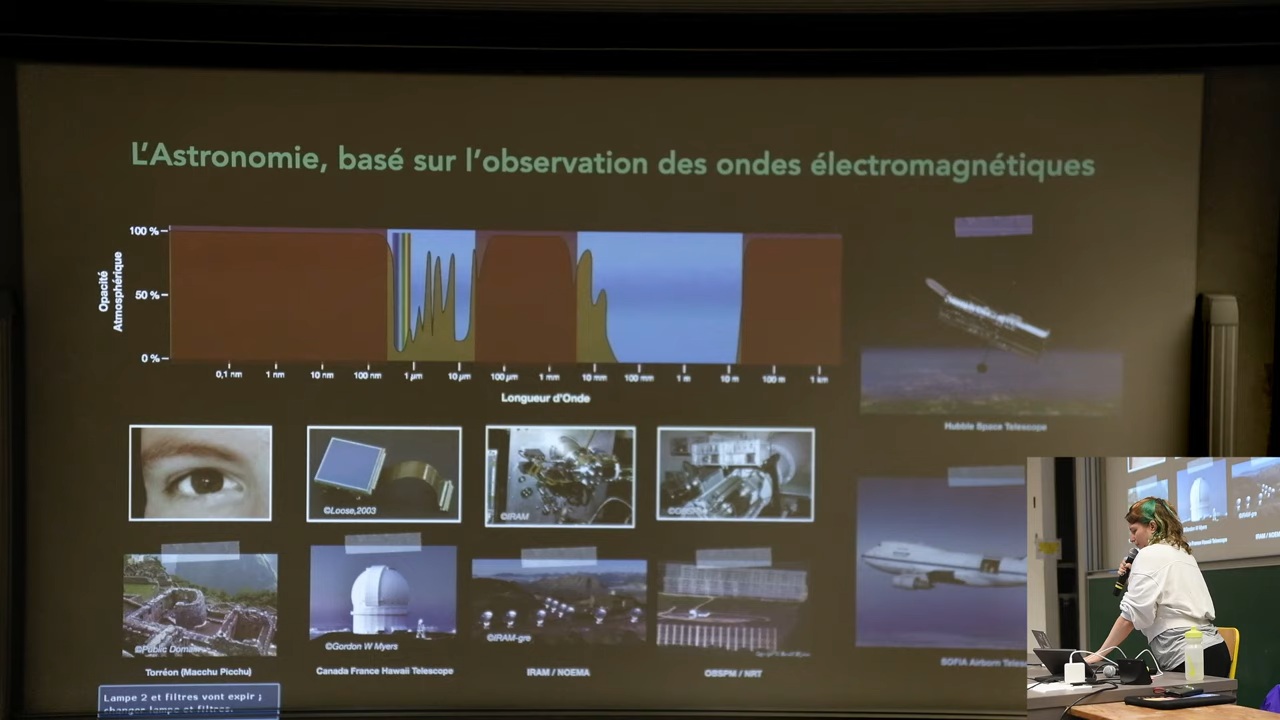 L'Astronomie, basé sur l'observation des ondes électromagnétiques
100 %
50 %
0 %
Opacité
Atmosphérique
0,1 nm 1 nm 10 nm 100 nm 1 µm 10 µm 100 µm 1 mm 10 mm 100 mm 1 m 10 m 100 m 1 km
Longueur d'Onde
Hubble Space Telescope
©Loose,2003
©IRAM
©Public Domain
©Gordon W Myers
©IRAM-gre
Torréon (Macchu Picchu)
Canada France Hawaii Telescope
IRAM / NOEMA
OBSPM / NRT
SOFIA Airborn Teles
Lampe 2 et filtres vont expir ;
changer lampe et filtres.